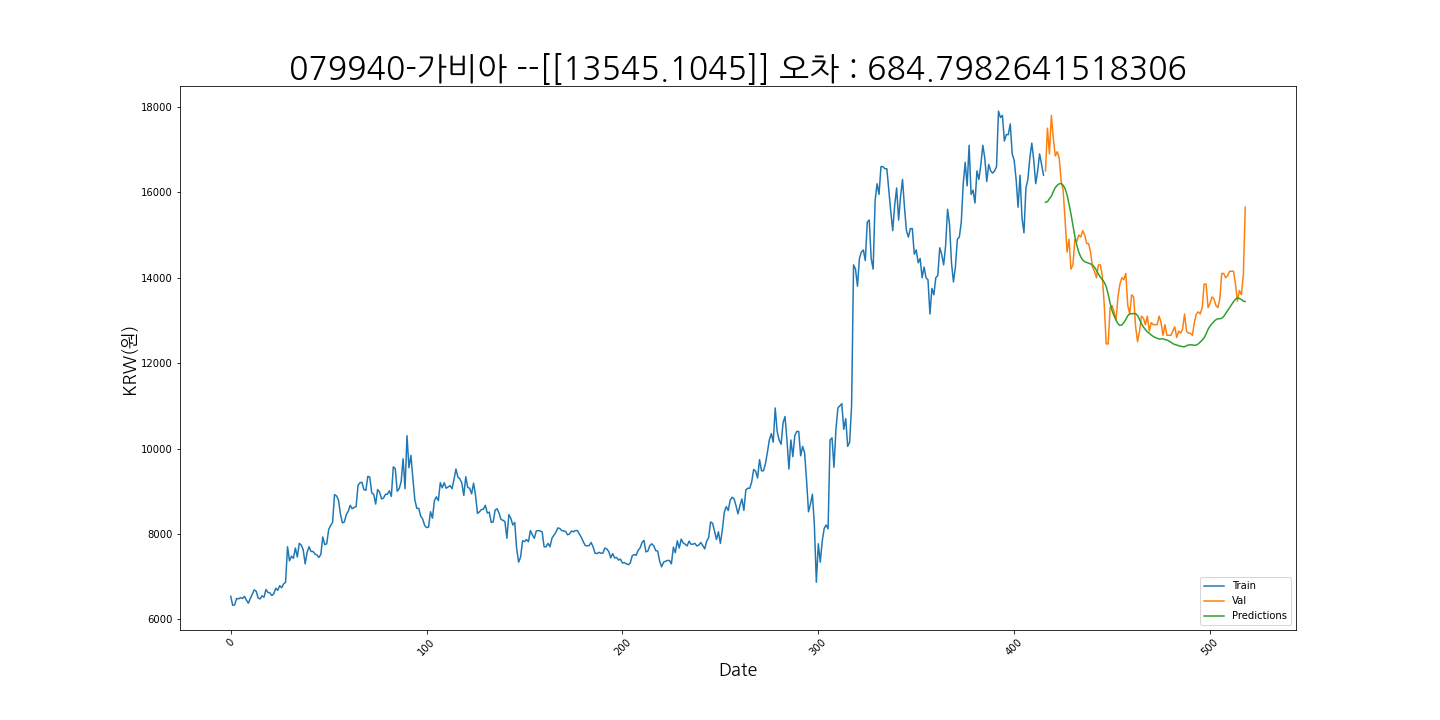 079940-가비아 --[[13545.1045]] 오차 : 684.7982641518306
18000
16000
14000
12000
10000
8000
6000
KRW(원)
0
100
200
300
400
500
Date
Train
Val
Predictions